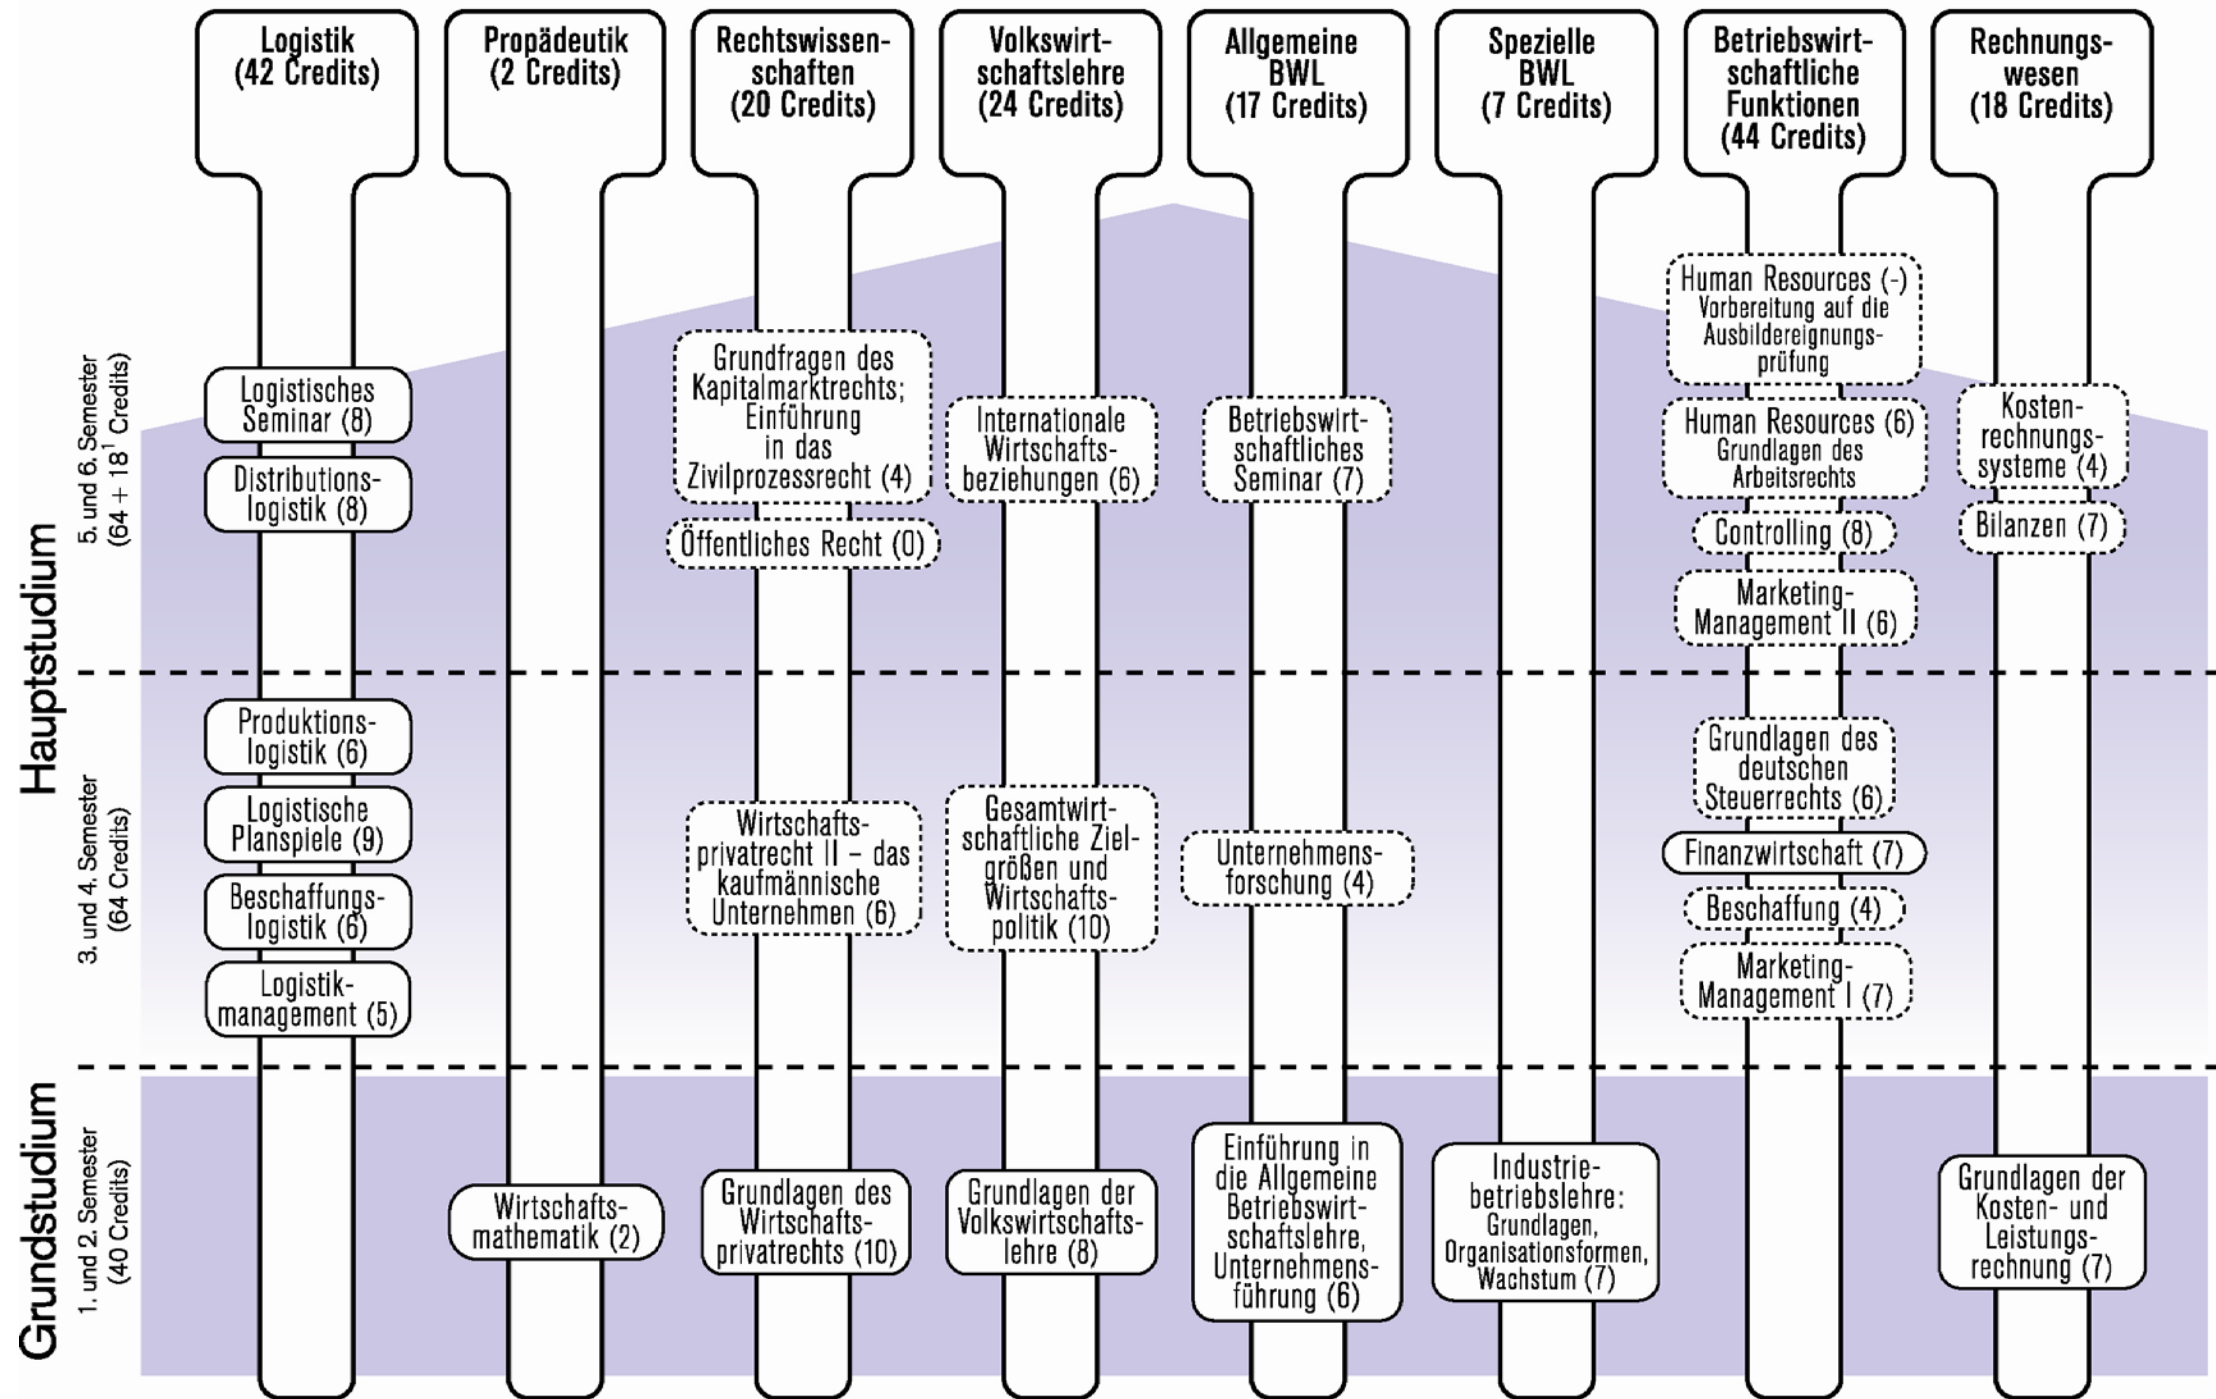 Logistik
(42 Credits)
Propädeutik
(2 Credits)
Rechtswissen-
schaften
(20 Credits)
Volkswirt-
schaftslehre
(24 Credits)
Allgemeine
BWL
(17 Credits)
Spezielle
BWL
(7 Credits)
Betriebswirt-
schaftliche
Funktionen
(44 Credits)
Rechnungs-
wesen
(18 Credits)
Hauptstudium
5. und 6. Semester
(64 + 18¹ Credits)
Logistisches
Seminar (8)
Distributions-
logistik (8)
Grundfragen des
Kapitalmarktrechts;
Einführung
in das
Zivilprozessrecht (4)
Öffentliches Recht (0)
Internationale
Wirtschafts-
beziehungen (6)
Betriebswirt-
schaftliches
Seminar (7)
Human Resources (-)
Vorbereitung auf die
Ausbildereignungs-
prüfung
Human Resources (6)
Grundlagen des
Arbeitsrechts
Controlling (8)
Marketing-
Management II (6)
Kosten-
rechnungs-
systeme (4)
Bilanzen (7)
3. und 4. Semester
(64 Credits)
Produktions-
logistik (6)
Logistische
Planspiele (9)
Beschaffungs-
logistik (6)
Logistik-
management (5)
Wirtschafts-
privatrecht II – das
kaufmännische
Unternehmen (6)
Gesamtwirt-
schaftliche Ziel-
größen und
Wirtschafts-
politik (10)
Unternehmens-
forschung (4)
Grundlagen des
deutschen
Steuerrechts (6)
Finanzwirtschaft (7)
Beschaffung (4)
Marketing-
Management I (7)
Grundstudium
1. und 2. Semester
(40 Credits)
Wirtschafts-
mathematik (2)
Grundlagen des
Wirtschafts-
privatrechts (10)
Grundlagen der
Volkswirtschafts-
lehre (8)
Einführung in
die Allgemeine
Betriebswirt-
schaftslehre,
Unternehmens-
führung (6)
Industrie-
betriebslehre:
Grundlagen,
Organisationsformen,
Wachstum (7)
Grundlagen der
Kosten- und
Leistungs-
rechnung (7)